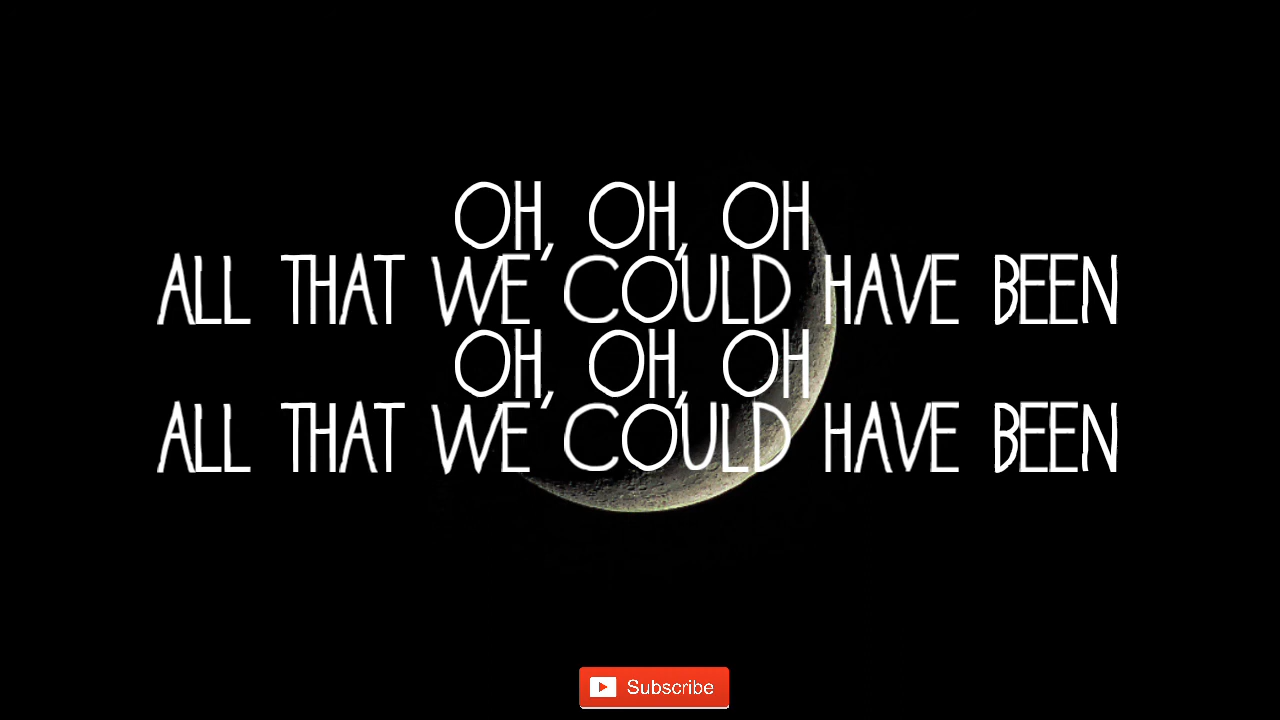 OH, OH, OH
ALL THAT WE COULD HAVE BEEN
OH, OH, OH
ALL THAT WE COULD HAVE BEEN
Subscribe